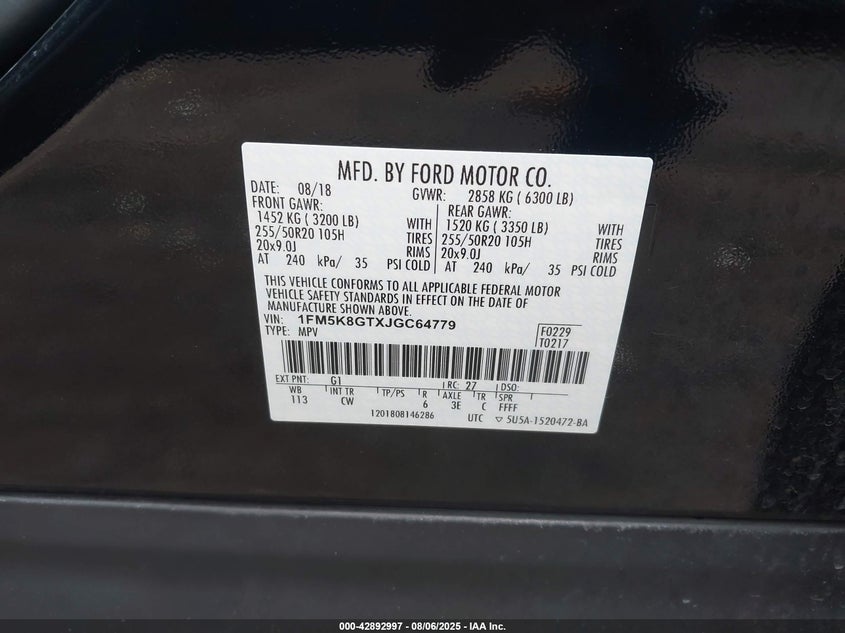 MFD. BY FORD MOTOR CO.
DATE: 08/18 GVWR: 2858 KG ( 6300 LB)
FRONT GAWR: REAR GAWR:
1452 KG ( 3200 LB) WITH 1520 KG ( 3350 LB) WITH
255/50R20 105H TIRES 255/50R20 105H TIRES
20x9.0J RIMS 20x9.0J RIMS
AT 240 kPa/ 35 PSI COLD AT 240 kPa/ 35 PSI COLD
THIS VEHICLE CONFORMS TO ALL APPLICABLE FEDERAL MOTOR
VEHICLE SAFETY STANDARDS IN EFFECT ON THE DATE OF
MANUFACTURE SHOWN ABOVE.
VIN: 1FM5K8GTXJGC64779 F0229
TYPE: MPV T0217
EXT PNT: G1 RC: 27 DSO:
WB INT TR TP/PS R AXLE TR SPR
113 CW 6 3E C FFFF
1201808146286 UTC ▽ 5U5A-1520472-BA
000-42892997 - 08/06/2025 - IAA Inc.